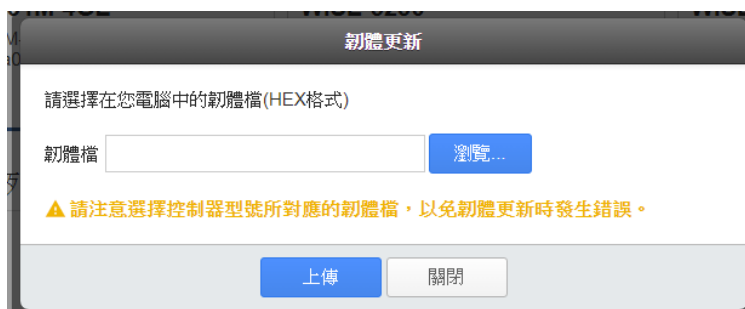 韌體更新
請選擇在您電腦中的韌體檔(HEX格式)
韌體檔
瀏覽...
請注意選擇控制器型號所對應的韌體檔，以免韌體更新時發生錯誤。
上傳
關閉